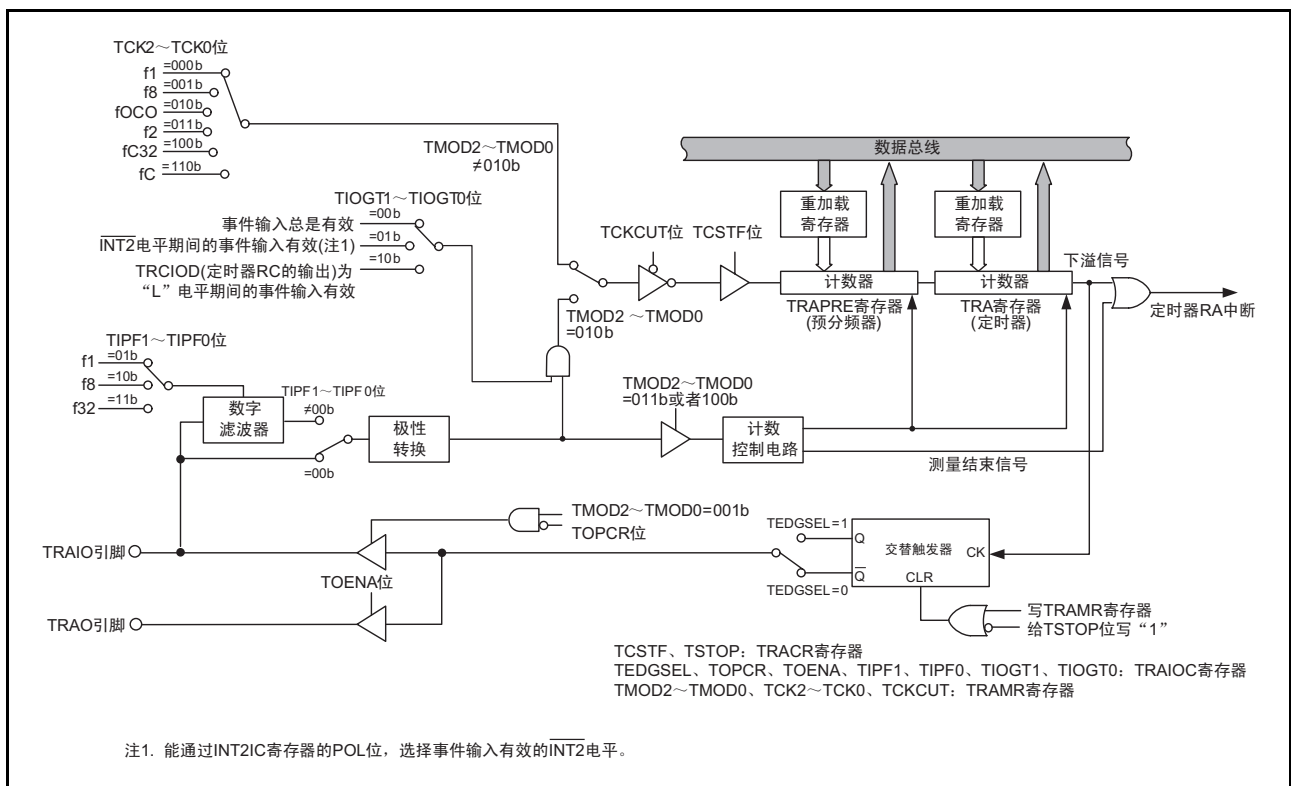 TCK2～TCK0位
f1 =000b
f8 =001b
fOCO =010b
f2 =011b
fC32 =100b
fC =110b
TMOD2～TMOD0
≠010b
数据总线
重加载
寄存器
重加载
寄存器
TIOGT1～TIOGT0位
事件输入总是有效 =00b
INT2电平期间的事件输入有效(注1) =01b
TRCIOD(定时器RC的输出)为 =10b
“L”电平期间的事件输入有效
TCKCUT位
TCSTF位
计数器
计数器
下溢信号
TRAPRE寄存器
(预分频器)
TRA寄存器
(定时器)
定时器RA中断
TMOD2～TMOD0
=010b
TIPF1～TIPF0位
f1 =01b
f8 =10b
f32 =11b
数字
滤波器
TIPF1～TIPF0位
≠00b
=00b
极性
转换
TMOD2～TMOD0
=011b或者100b
计数
控制电路
测量结束信号
TMOD2～TMOD0=001b
TOPCR位
TRAIO引脚
TOENA位
TRAO引脚
TEDGSEL=1
TEDGSEL=0
Q
交替触发器
CK
Q
CLR
写TRAMR寄存器
给TSTOP位写“1”
TCSTF、TSTOP：TRACR寄存器
TEDGSEL、TOPCR、TOENA、TIPF1、TIPF0、TIOGT1、TIOGT0：TRAIOC寄存器
TMOD2～TMOD0、TCK2～TCK0、TCKCUT：TRAMR寄存器
注1. 能通过INT2IC寄存器的POL位，选择事件输入有效的INT2电平。